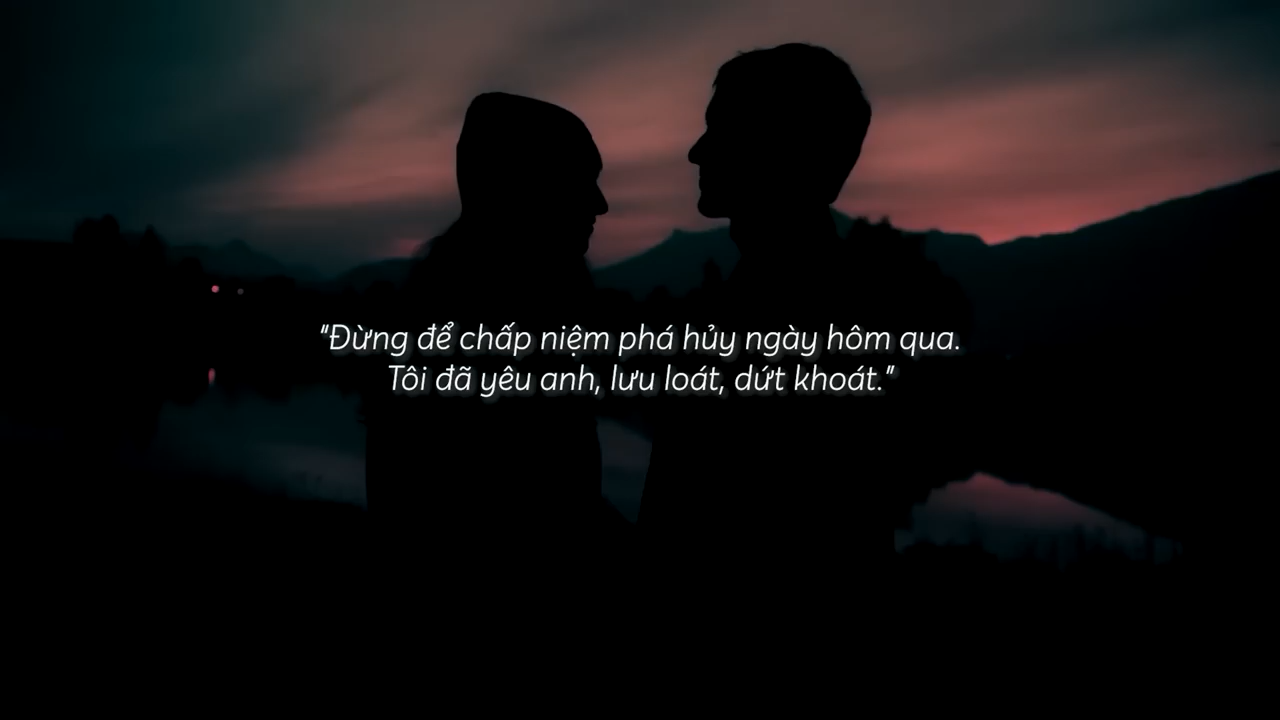 "Đừng để chấp niệm phá hủy ngày hôm qua.
Tôi đã yêu anh, lưu loát, dứt khoát."